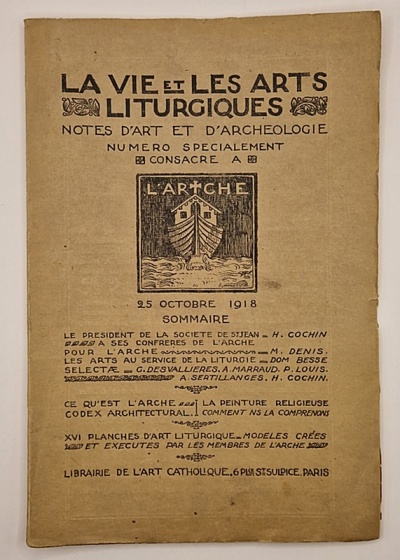 LA VIE ET LES ARTS
LITURGIQUES
NOTES D'ART ET D'ARCHEOLOGIE
NUMERO SPECIALEMENT
CONSACRE A
L'ARCHE
25 OCTOBRE 1918
SOMMAIRE
LE PRESIDENT DE LA SOCIETE DE ST JEAN _ H. COCHIN
A SES CONFRERES DE L'ARCHE
POUR L'ARCHE M. DENIS.
LES ARTS AU SERVICE DE LA LITURGIE _ DOM BESSE
SELECTÆ _ G. DESVALLIERES. A. MARRAUD. P. LOUIS.
A. SERTILLANGES. H. COCHIN.
CE QU'EST L'ARCHE LA PEINTURE RELIGIEUSE
CODEX ARCHITECTURAL.. COMMENT NS LA COMPRENONS
XVI PLANCHES D'ART LITURGIQUE _ MODELES CRÉES
ET EXECUTES PAR LES MEMBRES DE L'ARCHE
LIBRAIRIE DE L'ART CATHOLIQUE., 6 PL. ST SULPICE, PARIS